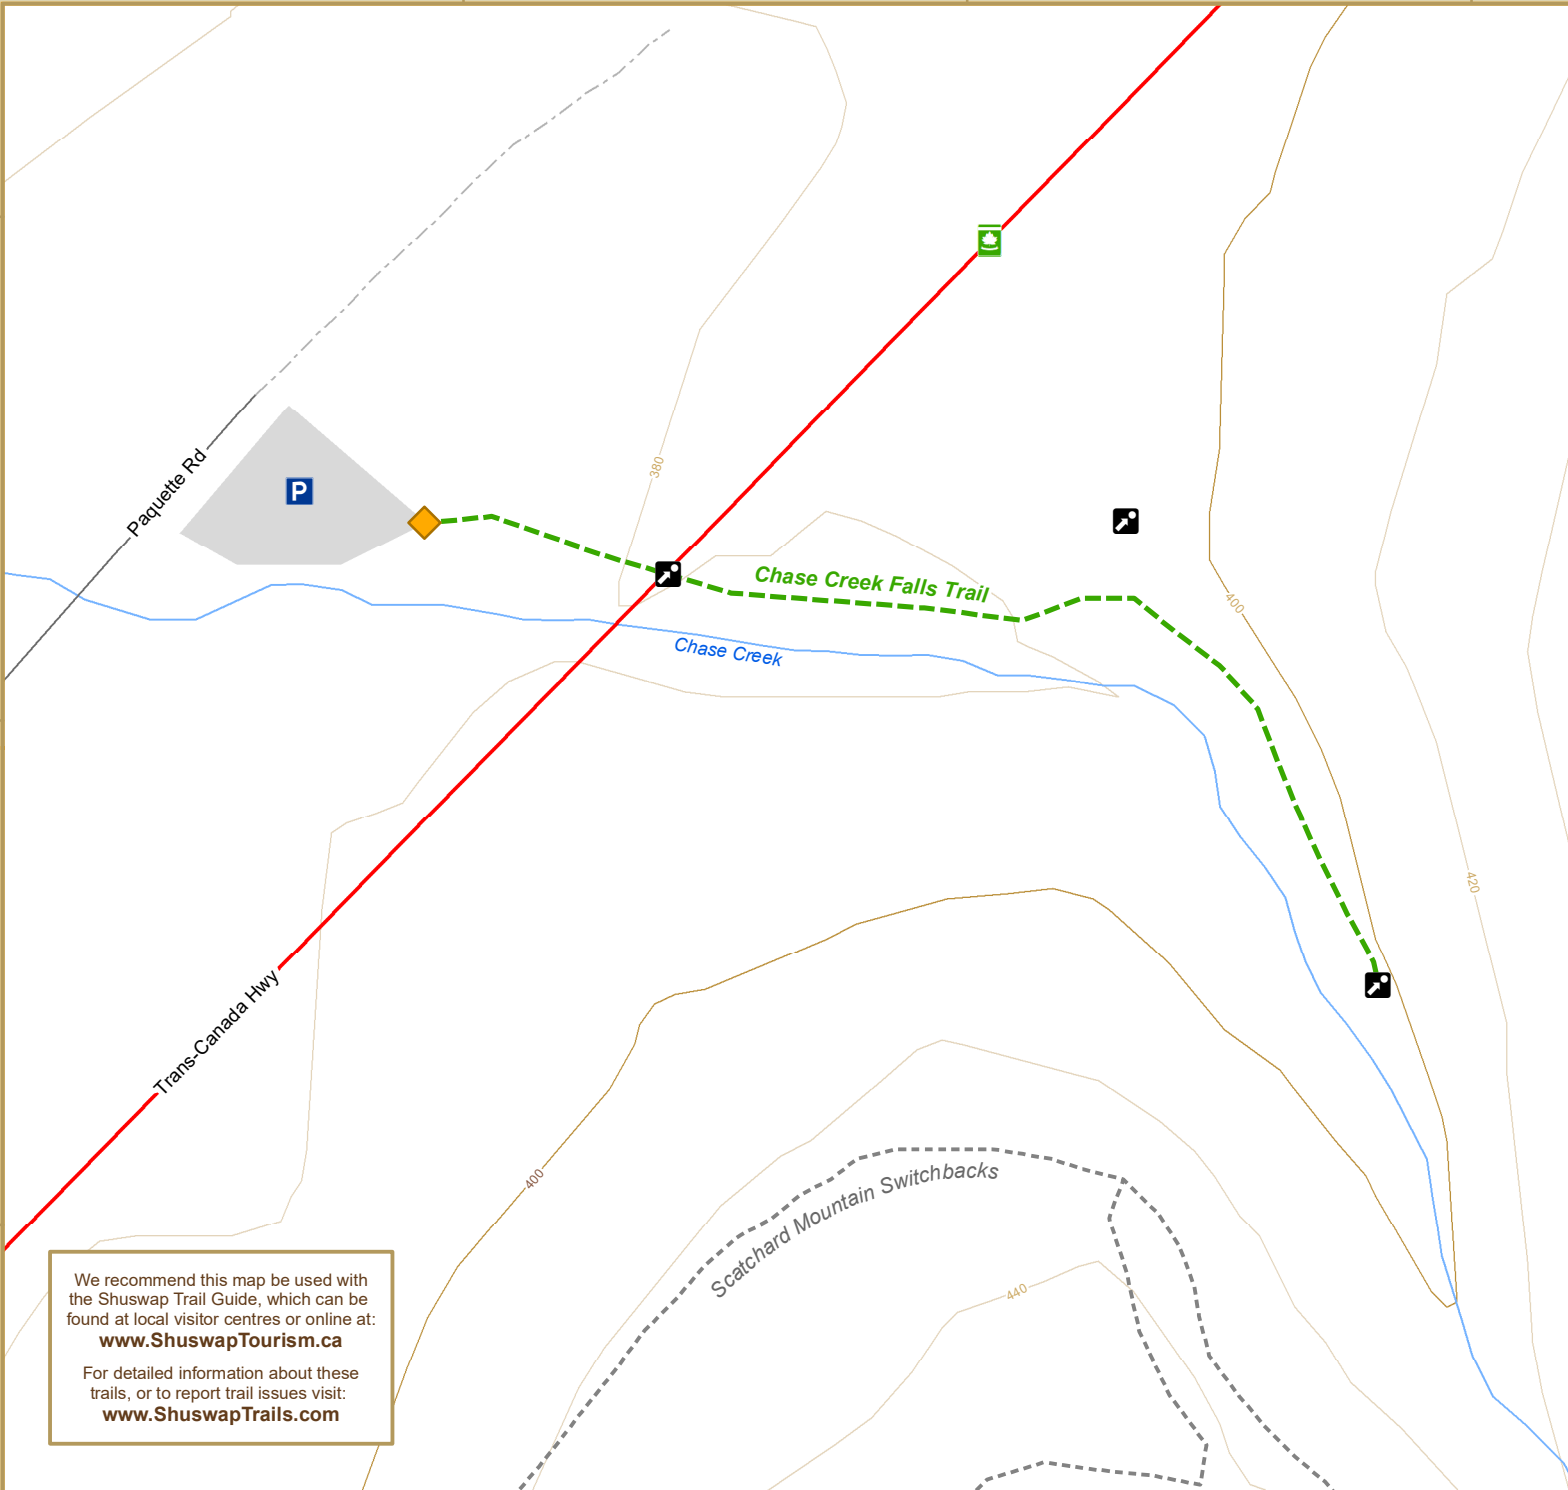 Paquette Rd
P
380
Chase Creek Falls Trail
400
Chase Creek
420
Trans-Canada Hwy
400
Scatchard Mountain Switchbacks
440
We recommend this map be used with
the Shuswap Trail Guide, which can be
found at local visitor centres or online at:
www.ShuswapTourism.ca
For detailed information about these
trails, or to report trail issues visit:
www.ShuswapTrails.com